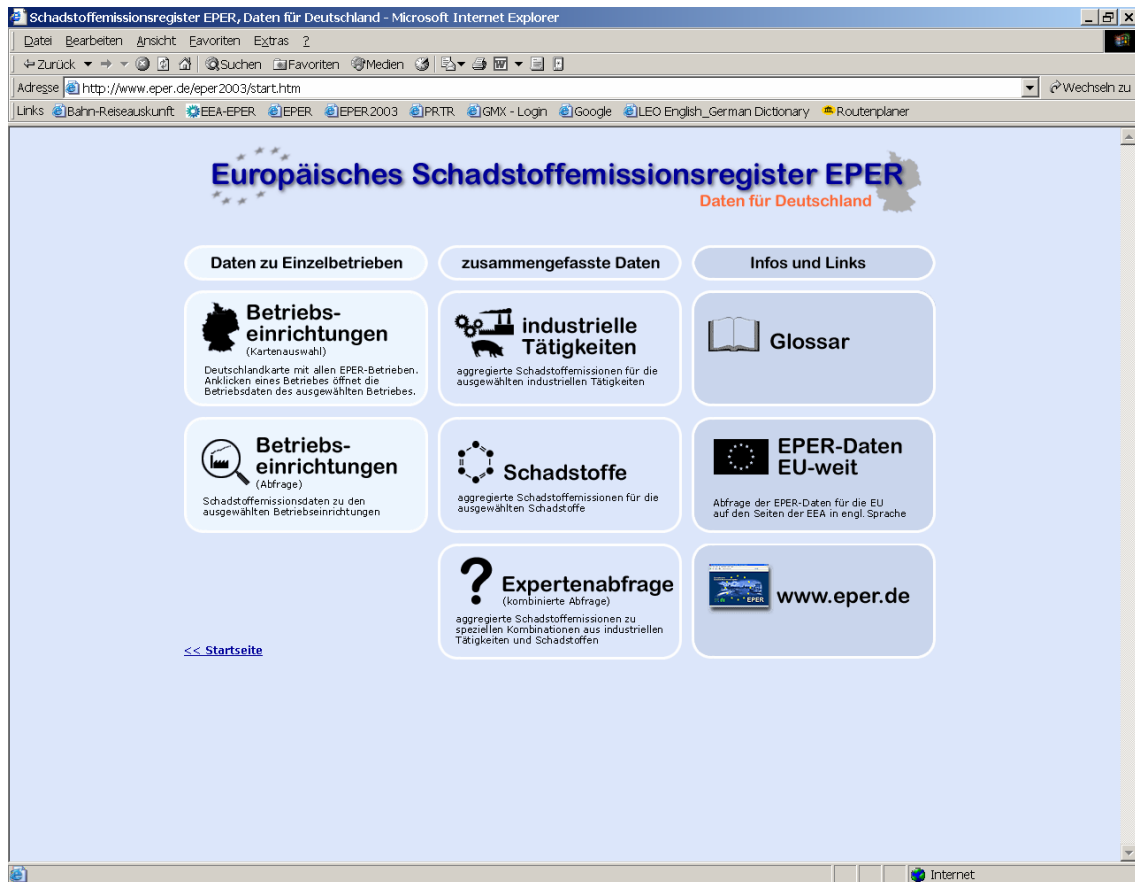 Schadstoffemissionsregister EPER, Daten für Deutschland - Microsoft Internet Explorer
Datei Bearbeiten Ansicht Favoriten Extras ?
Zurück Suchen Favoriten Medien
Adresse http://www.eper.de/eper2003/start.htm Wechseln zu
Links Bahn-Reiseauskunft EEA-EPER EPER EPER2003 PRTR GMX - Login Google LEO English_German Dictionary Routenplaner
Europäisches Schadstoffemissionsregister EPER
Daten für Deutschland
Daten zu Einzelbetrieben
Betriebs-
einrichtungen
(Kartenauswahl)
Deutschlandkarte mit allen EPER-Betrieben.
Anklicken eines Betriebes öffnet die
Betriebsdaten des ausgewählten Betriebes.
Betriebs-
einrichtungen
(Abfrage)
Schadstoffemissionsdaten zu den
ausgewählten Betriebseinrichtungen
<< Startseite
zusammengefasste Daten
industrielle
Tätigkeiten
aggregierte Schadstoffemissionen für die
ausgewählten industriellen Tätigkeiten
Schadstoffe
aggregierte Schadstoffemissionen für die
ausgewählten Schadstoffe
?
Expertenabfrage
(kombinierte Abfrage)
aggregierte Schadstoffemissionen zu
speziellen Kombinationen aus industriellen
Tätigkeiten und Schadstoffen
Infos und Links
Glossar
EPER-Daten
EU-weit
Abfrage der EPER-Daten für die EU
auf den Seiten der EEA in engl. Sprache
EPER
www.eper.de
Internet